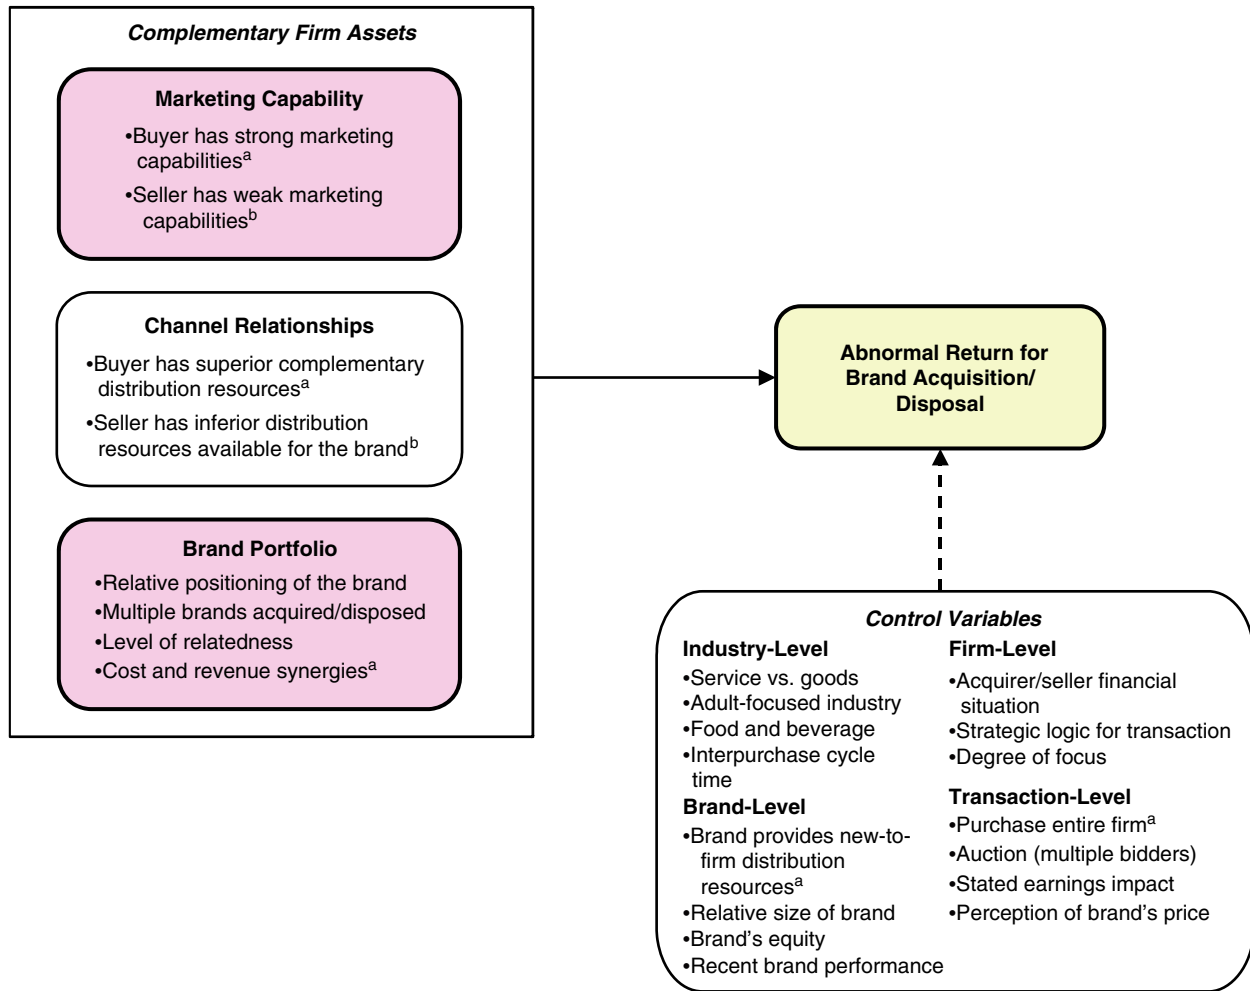 Complementary Firm Assets
Marketing Capability
•Buyer has strong marketing
capabilitiesᵃ
•Seller has weak marketing
capabilitiesᵇ
Channel Relationships
•Buyer has superior complementary
distribution resourcesᵃ
•Seller has inferior distribution
resources available for the brandᵇ
Brand Portfolio
•Relative positioning of the brand
•Multiple brands acquired/disposed
•Level of relatedness
•Cost and revenue synergiesᵃ
Abnormal Return for
Brand Acquisition/
Disposal
Control Variables
Industry-Level
•Service vs. goods
•Adult-focused industry
•Food and beverage
•Interpurchase cycle
time
Brand-Level
•Brand provides new-to-
firm distribution
resourcesᵃ
•Relative size of brand
•Brand’s equity
•Recent brand performance
Firm-Level
•Acquirer/seller financial
situation
•Strategic logic for transaction
•Degree of focus
Transaction-Level
•Purchase entire firmᵃ
•Auction (multiple bidders)
•Stated earnings impact
•Perception of brand’s price